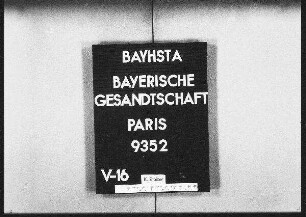 BAYHSTA
BAYERISCHE
GESANDTSCHAFT
PARIS
9352
V-16